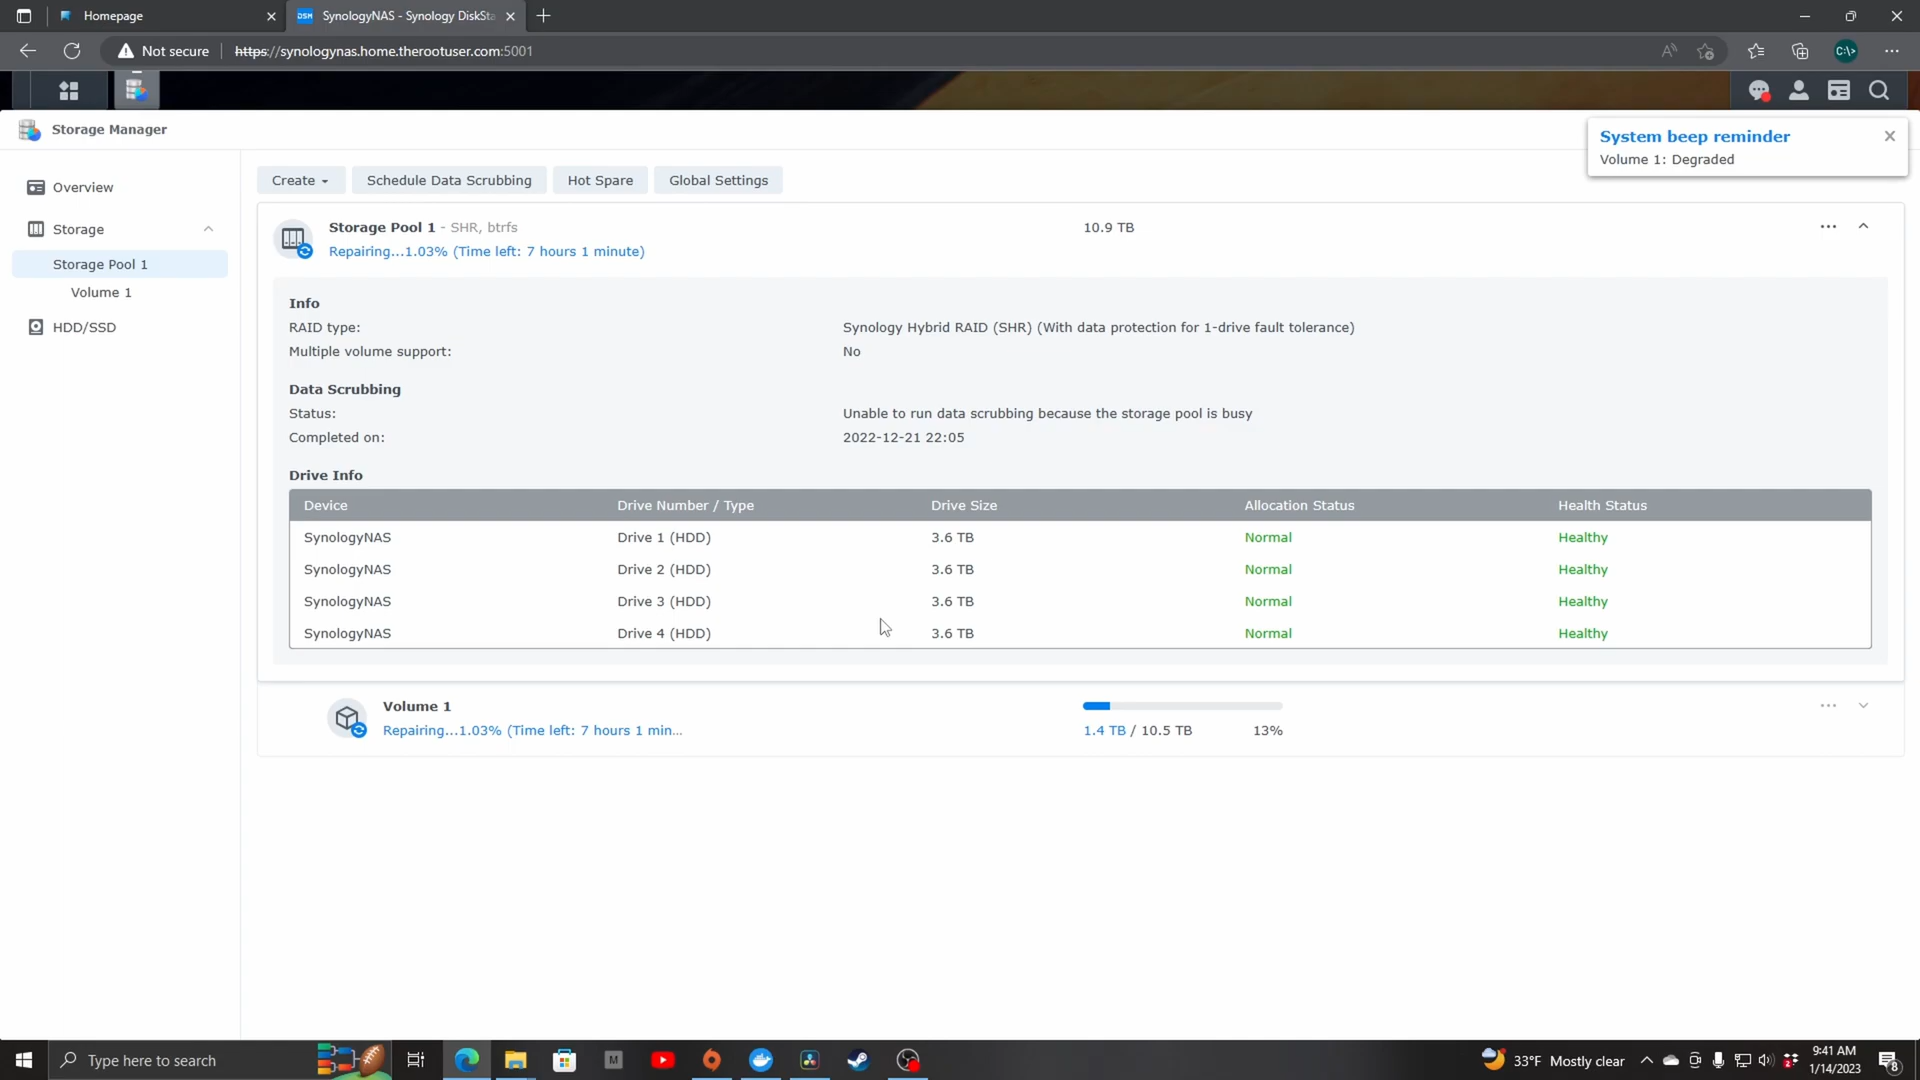 Homepage
SynologyNAS - Synology DiskSta
Not secure
https://synologynas.home.therootuser.com:5001
Storage Manager
System beep reminder
Volume 1: Degraded
Overview
Storage
Storage Pool 1
Volume 1
HDD/SSD
Create
Schedule Data Scrubbing
Hot Spare
Global Settings
Storage Pool 1 - SHR, btrfs
10.9 TB
Repairing...1.03% (Time left: 7 hours 1 minute)
Info
RAID type:
Synology Hybrid RAID (SHR) (With data protection for 1-drive fault tolerance)
Multiple volume support:
No
Data Scrubbing
Status:
Unable to run data scrubbing because the storage pool is busy
Completed on:
2022-12-21 22:05
Drive Info
Device Drive Number / Type Drive Size Allocation Status Health Status
SynologyNAS Drive 1 (HDD) 3.6 TB Normal Healthy
SynologyNAS Drive 2 (HDD) 3.6 TB Normal Healthy
SynologyNAS Drive 3 (HDD) 3.6 TB Normal Healthy
SynologyNAS Drive 4 (HDD) 3.6 TB Normal Healthy
Volume 1
Repairing...1.03% (Time left: 7 hours 1 min...
1.4 TB / 10.5 TB
13%
Type here to search
33°F Mostly clear
9:41 AM
1/14/2023
8
DSM
C:\>
M